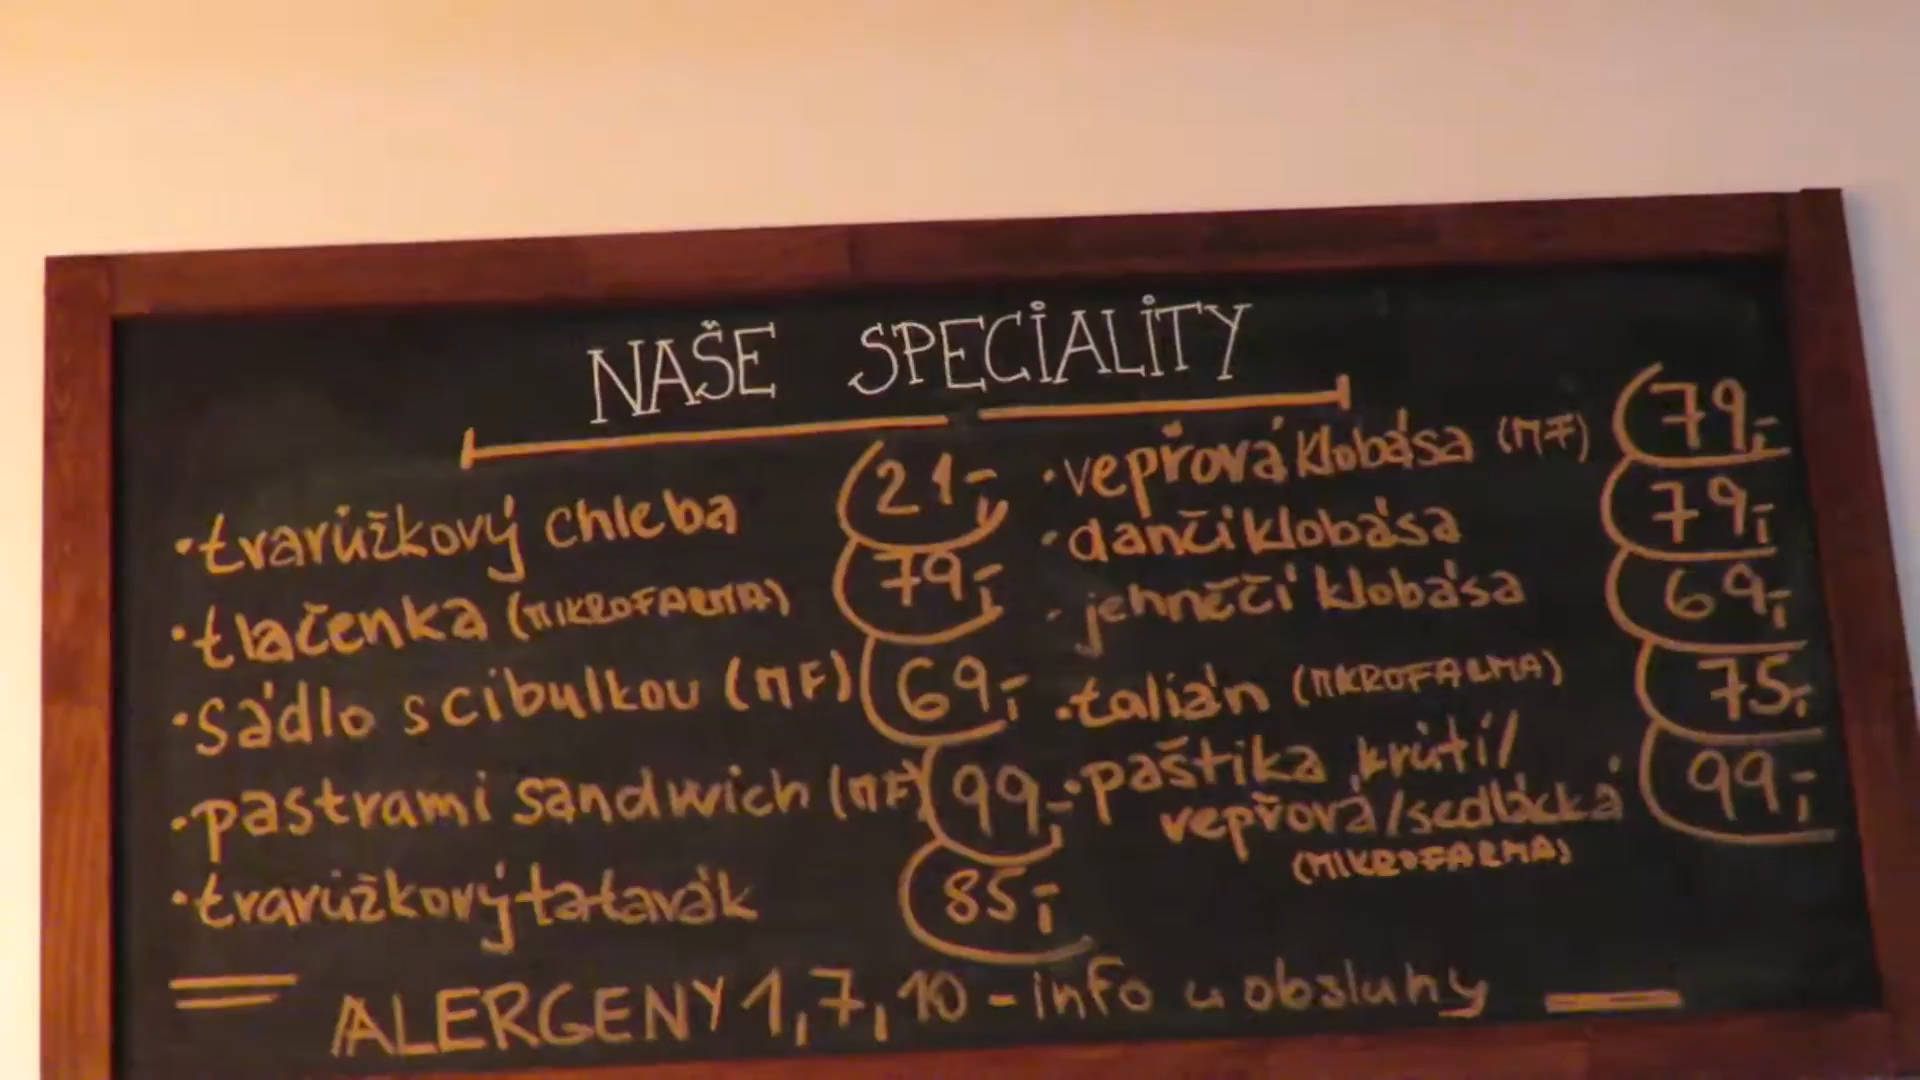 NAŠE SPECIALITY
• tvarůžkový chleba 21,-
• tlačenka (MIKROFARMA) 79,-
• sádlo s cibulkou (MF) 69,-
• pastrami sandwich (MF) 99,-
• tvarůžkový tatarák 85,-
• vepřová klobása (MF) 79,-
• dančí klobása 79,-
• jehněčí klobása 69,-
• talián (MIKROFARMA) 75,-
• paštika krůtí/ 99,-
vepřová/sedlácká
(MIKROFARMA)
ALERGENY 1,7,10 - info u obsluhy